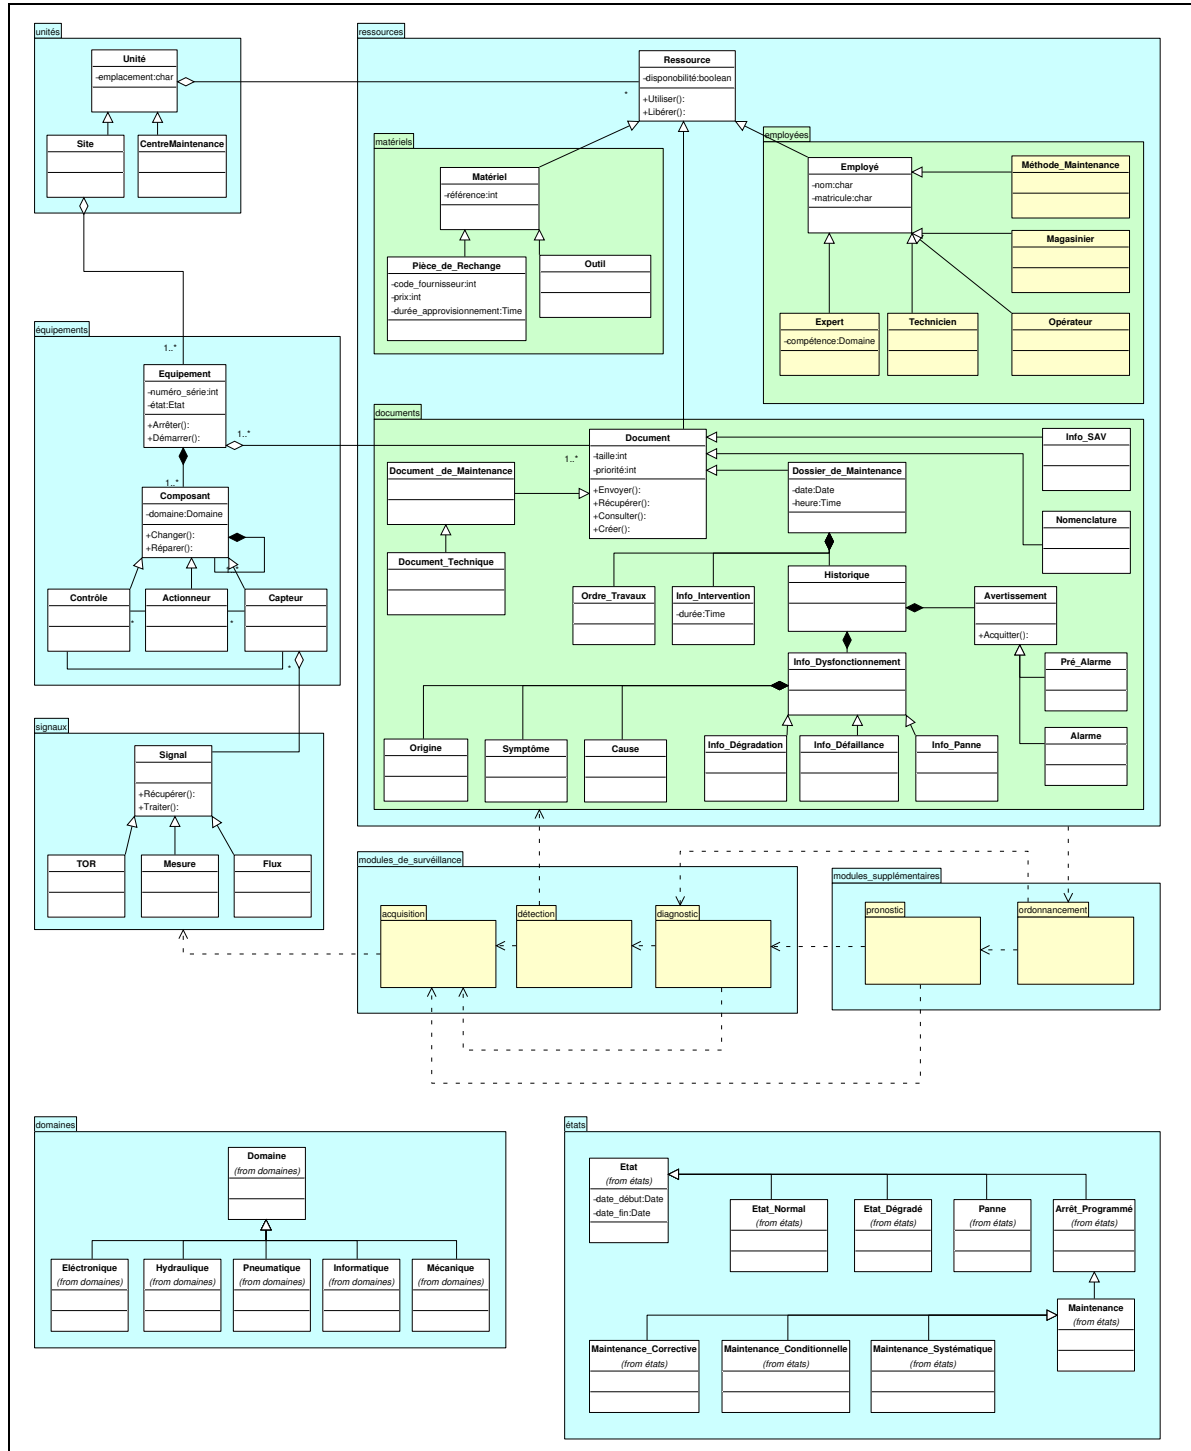 unités
Unité
-emplacement:char
Site
CentreMaintenance
ressources
Ressource
-disponobilité:boolean
+Utiliser():
+Libérer():
*
matériels
Matériel
-référence:int
Pièce_de_Rechange
-code_fournisseur:int
-prix:int
-durée_approvisionnement:Time
Outil
employées
Employé
-nom:char
-matricule:char
Méthode_Maintenance
Magasinier
Expert
-compétence:Domaine
Technicien
Opérateur
équipements
1..*
Equipement
-numéro_série:int
-état:Etat
+Arrêter():
+Démarrer():
1..*
1..*
Composant
-domaine:Domaine
+Changer():
+Réparer():
*
Contrôle
Actionneur
Capteur
*
*
*
documents
Document
-taille:int
-priorité:int
+Envoyer():
+Récupérer():
+Consulter():
+Créer():
1..*
Info_SAV
Document _de_Maintenance
Dossier_de_Maintenance
-date:Date
-heure:Time
Nomenclature
Document_Technique
Ordre_Travaux
Info_Intervention
-durée:Time
Historique
Avertissement
+Acquitter():
Info_Dysfonctionnement
Pré_Alarme
Origine
Symptôme
Cause
Info_Dégradation
Info_Défaillance
Info_Panne
Alarme
signaux
Signal
+Récupérer():
+Traiter():
TOR
Mesure
Flux
modules_de_survéillance
acquisition
détection
diagnostic
modules_supplémentaires
pronostic
ordonnancement
domaines
Domaine
(from domaines)
Eléctronique
(from domaines)
Hydraulique
(from domaines)
Pneumatique
(from domaines)
Informatique
(from domaines)
Mécanique
(from domaines)
états
Etat
(from états)
-date_début:Date
-date_fin:Date
Etat_Normal
(from états)
Etat_Dégradé
(from états)
Panne
(from états)
Arrêt_Programmé
(from états)
Maintenance
(from états)
Maintenance_Corrective
(from états)
Maintenance_Conditionnelle
(from états)
Maintenance_Systématique
(from états)